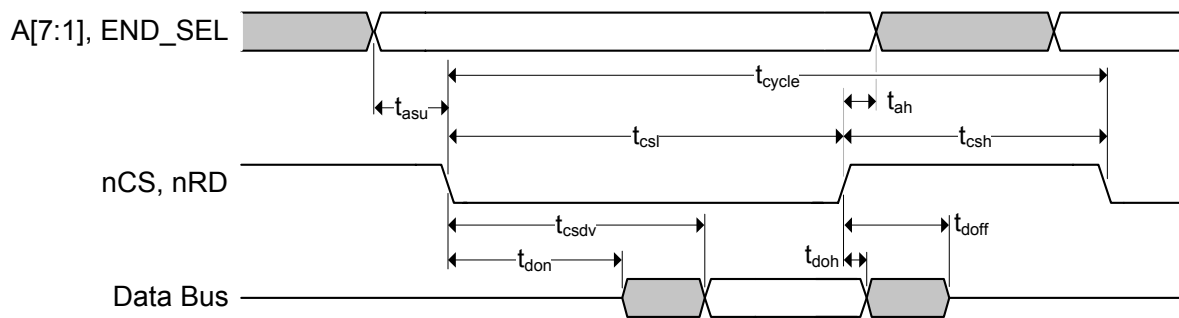 A[7:1], END_SEL
tcycle
tasu
tah
tcsl
tcsh
nCS, nRD
tcsdv
tdoff
tdon
tdoh
Data Bus